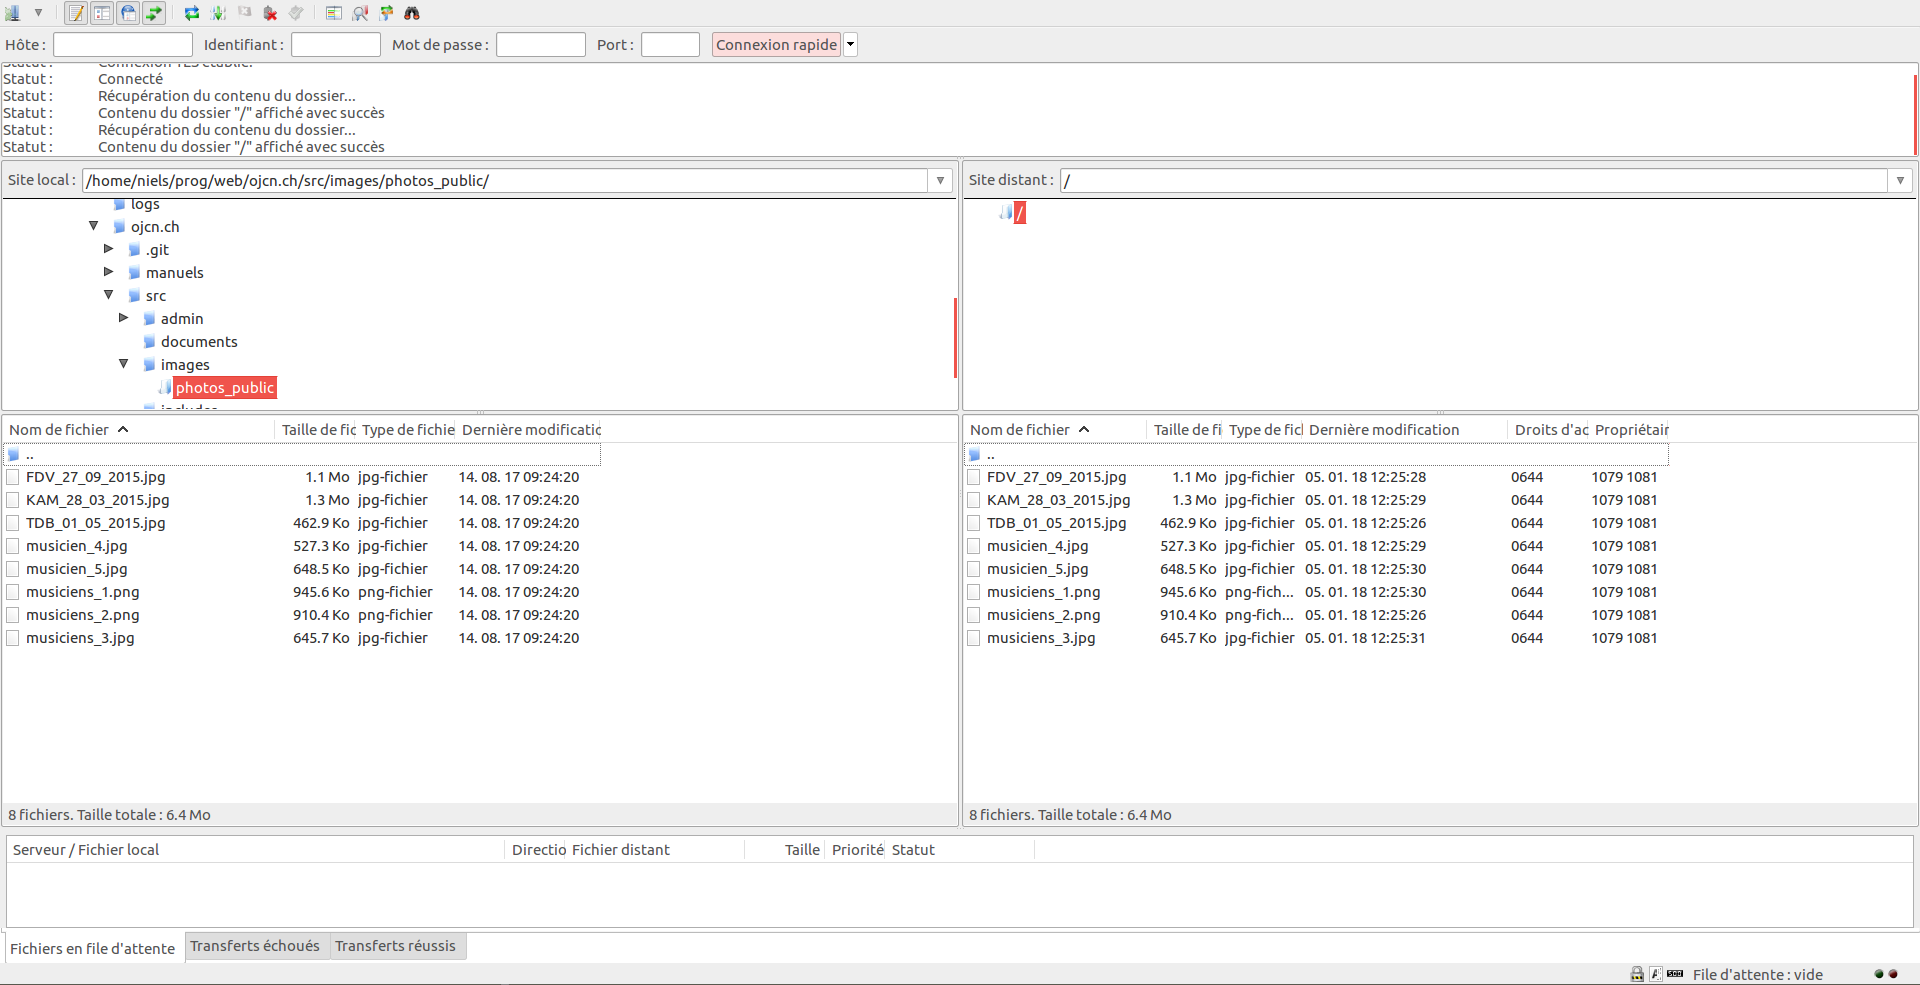 Hôte : Identifiant : Mot de passe : Port : Connexion rapide
Statut : Connexion TLS établie.
Statut : Connecté
Statut : Récupération du contenu du dossier...
Statut : Contenu du dossier "/" affiché avec succès
Statut : Récupération du contenu du dossier...
Statut : Contenu du dossier "/" affiché avec succès
Site local : /home/niels/prog/web/ojcn.ch/src/images/photos_public/
logs
ojcn.ch
.git
manuels
src
admin
documents
images
photos_public
includes
Site distant : /
/
Nom de fichier Taille de fic Type de fichie Dernière modificatio
..
FDV_27_09_2015.jpg 1.1 Mo jpg-fichier 14. 08. 17 09:24:20
KAM_28_03_2015.jpg 1.3 Mo jpg-fichier 14. 08. 17 09:24:20
TDB_01_05_2015.jpg 462.9 Ko jpg-fichier 14. 08. 17 09:24:20
musicien_4.jpg 527.3 Ko jpg-fichier 14. 08. 17 09:24:20
musicien_5.jpg 648.5 Ko jpg-fichier 14. 08. 17 09:24:20
musiciens_1.png 945.6 Ko png-fichier 14. 08. 17 09:24:20
musiciens_2.png 910.4 Ko png-fichier 14. 08. 17 09:24:20
musiciens_3.jpg 645.7 Ko jpg-fichier 14. 08. 17 09:24:20
8 fichiers. Taille totale : 6.4 Mo
Nom de fichier Taille de fi Type de fic Dernière modification Droits d'ac Propriétair
..
FDV_27_09_2015.jpg 1.1 Mo jpg-fichier 05. 01. 18 12:25:28 0644 1079 1081
KAM_28_03_2015.jpg 1.3 Mo jpg-fichier 05. 01. 18 12:25:29 0644 1079 1081
TDB_01_05_2015.jpg 462.9 Ko jpg-fichier 05. 01. 18 12:25:26 0644 1079 1081
musicien_4.jpg 527.3 Ko jpg-fichier 05. 01. 18 12:25:29 0644 1079 1081
musicien_5.jpg 648.5 Ko jpg-fichier 05. 01. 18 12:25:30 0644 1079 1081
musiciens_1.png 945.6 Ko png-fich... 05. 01. 18 12:25:30 0644 1079 1081
musiciens_2.png 910.4 Ko png-fich... 05. 01. 18 12:25:26 0644 1079 1081
musiciens_3.jpg 645.7 Ko jpg-fichier 05. 01. 18 12:25:31 0644 1079 1081
8 fichiers. Taille totale : 6.4 Mo
Serveur / Fichier local Directio Fichier distant Taille Priorité Statut
Fichiers en file d'attente Transferts échoués Transferts réussis
File d'attente : vide